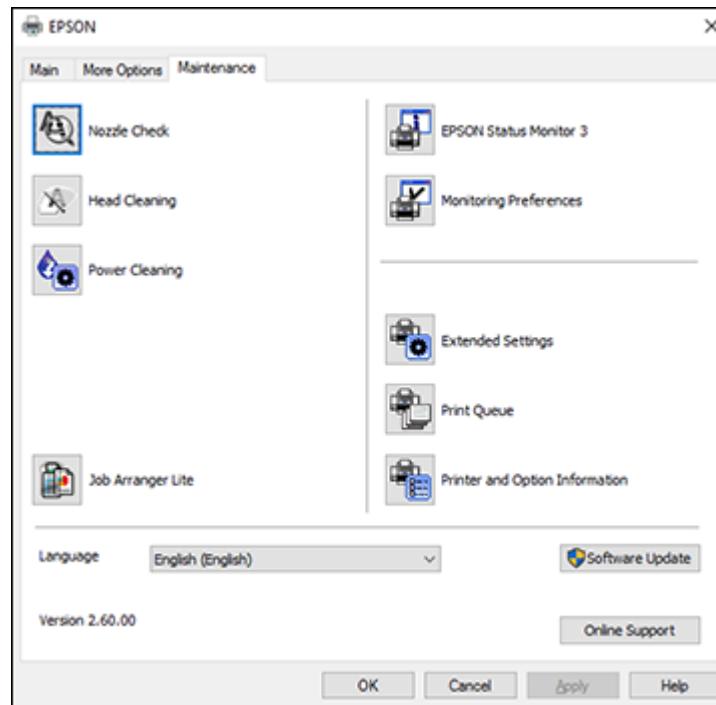 EPSON
Main More Options Maintenance
Nozzle Check
Head Cleaning
Power Cleaning
Job Arranger Lite
EPSON Status Monitor 3
Monitoring Preferences
Extended Settings
Print Queue
Printer and Option Information
Language English (English) Software Update
Version 2.60.00
Online Support
OK Cancel Apply Help